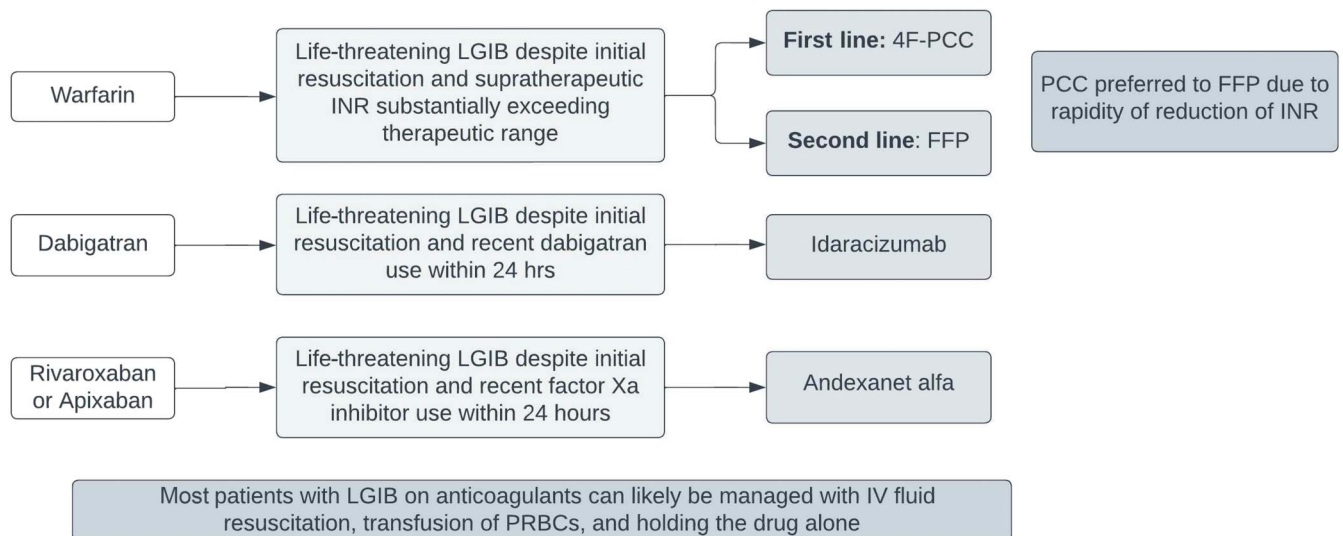 Warfarin
Life-threatening LGIB despite initial
resuscitation and supratherapeutic
INR substantially exceeding
therapeutic range
First line: 4F-PCC
Second line: FFP
PCC preferred to FFP due to
rapidity of reduction of INR
Dabigatran
Life-threatening LGIB despite initial
resuscitation and recent dabigatran
use within 24 hrs
Idaracizumab
Rivaroxaban
or Apixaban
Life-threatening LGIB despite initial
resuscitation and recent factor Xa
inhibitor use within 24 hours
Andexanet alfa
Most patients with LGIB on anticoagulants can likely be managed with IV fluid
resuscitation, transfusion of PRBCs, and holding the drug alone